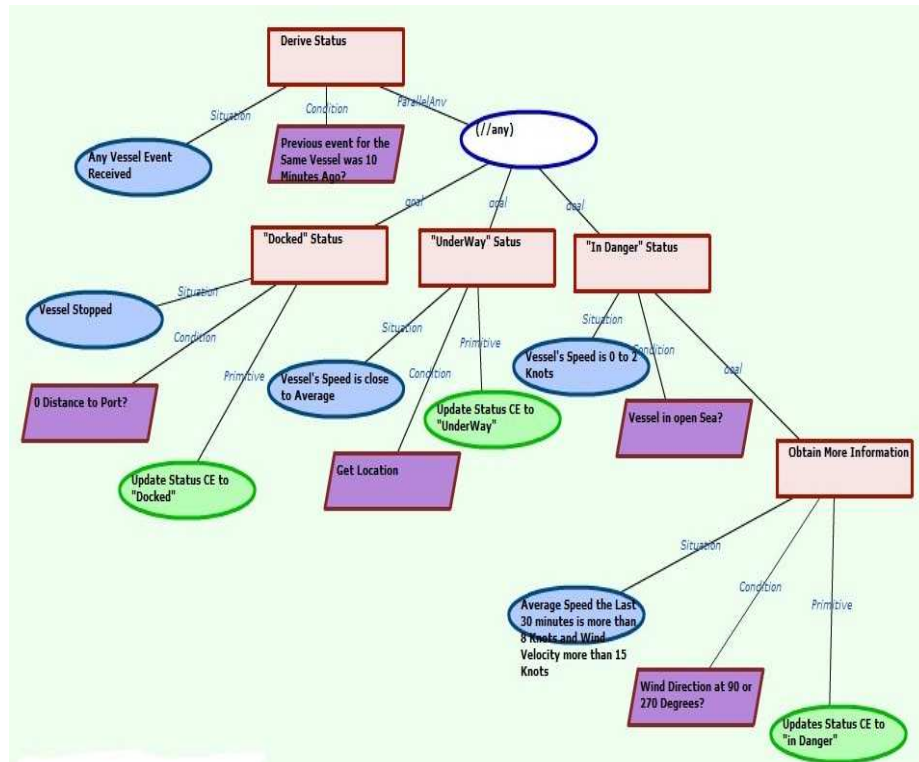 Derive Status
Situation
Condition
ParallelAny
(//any)
Any Vessel Event
Received
Previous event for the
Same Vessel was 10
Minutes Ago?
goal
goal
goal
"Docked" Status
"UnderWay" Satus
"In Danger" Status
Situation
Vessel Stopped
Condition
Primitive
0 Distance to Port?
Update Status CE to
"Docked"
Situation
Condition
Primitive
Vessel's Speed is close
to Average
Update Status CE to
"UnderWay"
Get Location
Situation
Condition
goal
Vessel's Speed is 0 to 2
Knots
Vessel in open Sea?
Obtain More Information
Situation
Condition
Primitive
Average Speed the Last
30 minutes is more than
8 Knots and Wind
Velocity more than 15
Knots
Wind Direction at 90 or
270 Degrees?
Updates Status CE to
"in Danger"